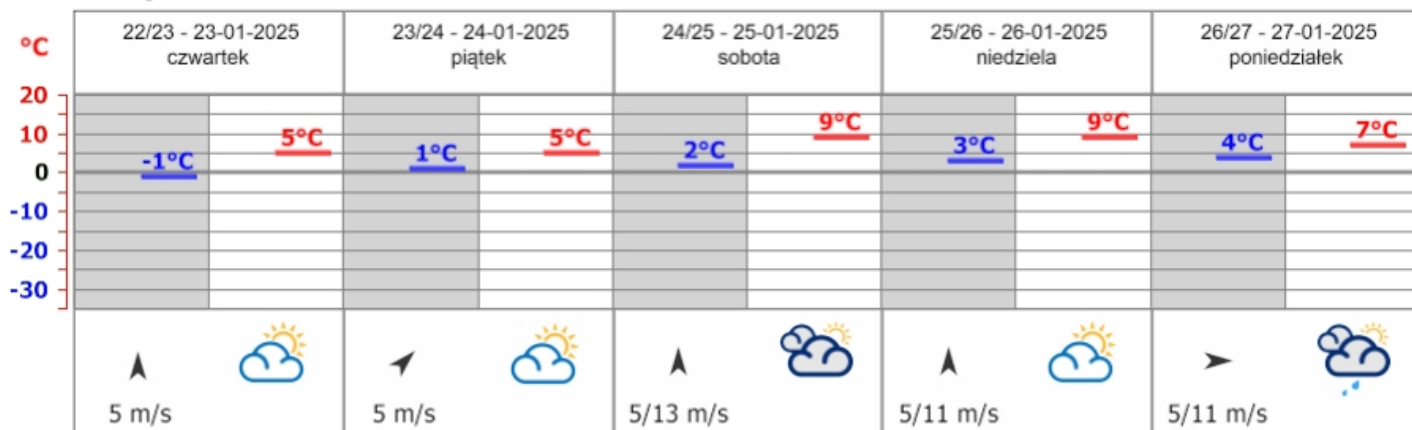 22/23 - 23-01-2025
czwartek
23/24 - 24-01-2025
piątek
24/25 - 25-01-2025
sobota
25/26 - 26-01-2025
niedziela
26/27 - 27-01-2025
poniedziałek
°C
20
10
0
-10
-20
-30
-1°C
5°C
1°C
5°C
2°C
9°C
3°C
9°C
4°C
7°C
5 m/s
5 m/s
5/13 m/s
5/11 m/s
5/11 m/s